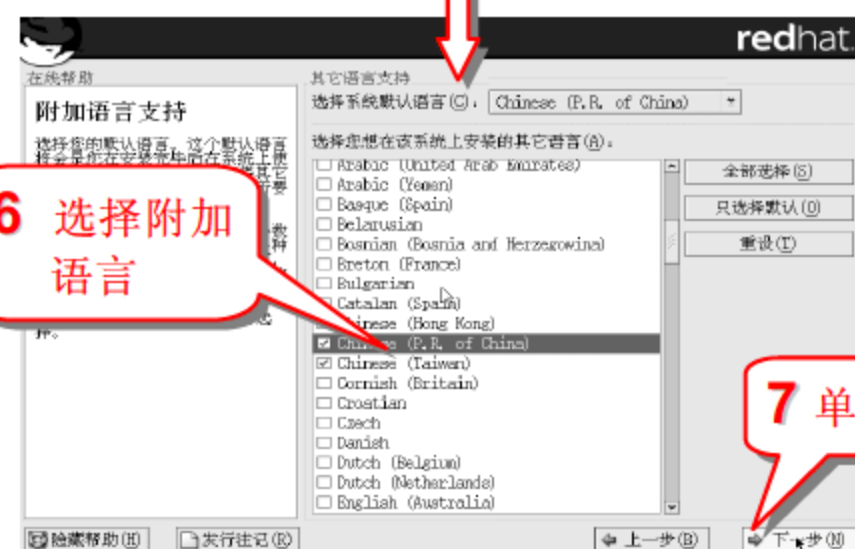 redhat.
在线帮助
附加语言支持
选择您的默认语言。这个默认语言
将会是您在安装完毕后在系统上使
其它
要
数
种
选
择。
6 选择附加
语言
其它语言支持
选择系统默认语言(C): Chinese (P.R. of China)
选择您想在该系统上安装的其它语言(A):
Arabic (United Arab Emirates)
Arabic (Yemen)
Basque (Spain)
Belarusian
Bosnian (Bosnia and Herzegowina)
Breton (France)
Bulgarian
Catalan (Spain)
Chinese (Hong Kong)
Chinese (P.R. of China)
Chinese (Taiwan)
Cornish (Britain)
Croatian
Czech
Danish
Dutch (Belgium)
Dutch (Netherlands)
English (Australia)
全部选择(S)
只选择默认(O)
重设(T)
7 单
隐藏帮助(H)
发行注记(R)
上一步(B)
下一步(N)